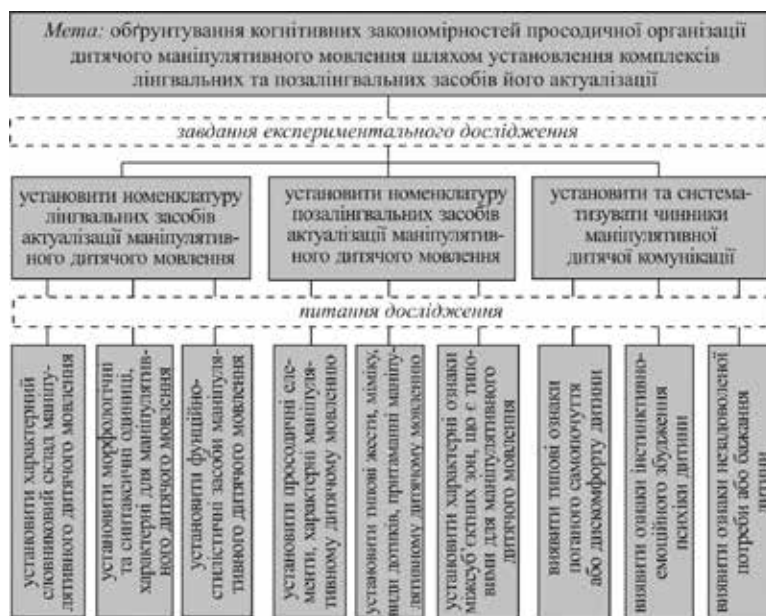 Мета: обґрунтування когнітивних закономірностей просодичної організації
дитячого маніпулятивного мовлення шляхом установлення комплексів
лінгвальних та позалінгвальних засобів його актуалізації
завдання експериментального дослідження
установити номенклатуру
лінгвальних засобів
актуалізації маніпулятив-
ного дитячого мовлення
установити номенклатуру
позалінгвальних засобів
актуалізації маніпулятив-
ного дитячого мовлення
установити та система-
тизувати чинники
маніпулятивної
дитячої комунікації
питання дослідження
установити характерний
словниковий склад маніпу-
лятивного дитячого мовлення
установити морфологічні
та синтаксичні одиниці,
характерні для маніпулятив-
ного дитячого мовлення
установити фунційно-
стилістичні засоби маніпуля-
тивного дитячого мовлення
установити просодичні еле-
менти, характерні маніпуля-
тивному дитячому мовленню
установити типові жести, міміку,
види дотиків, притаманні маніпу-
лятивному дитячому мовленню
установити характерні ознаки
міжсуб’єктних зон, що є типо-
вими для маніпулятивного
дитячого мовлення
виявити типові ознаки
поганого самопочуття
або дискомфорту дитини
виявити ознаки інстинктивно-
емоційного збудження
психіки дитини
виявити ознаки незадоволеної
потреби або бажання
дитини